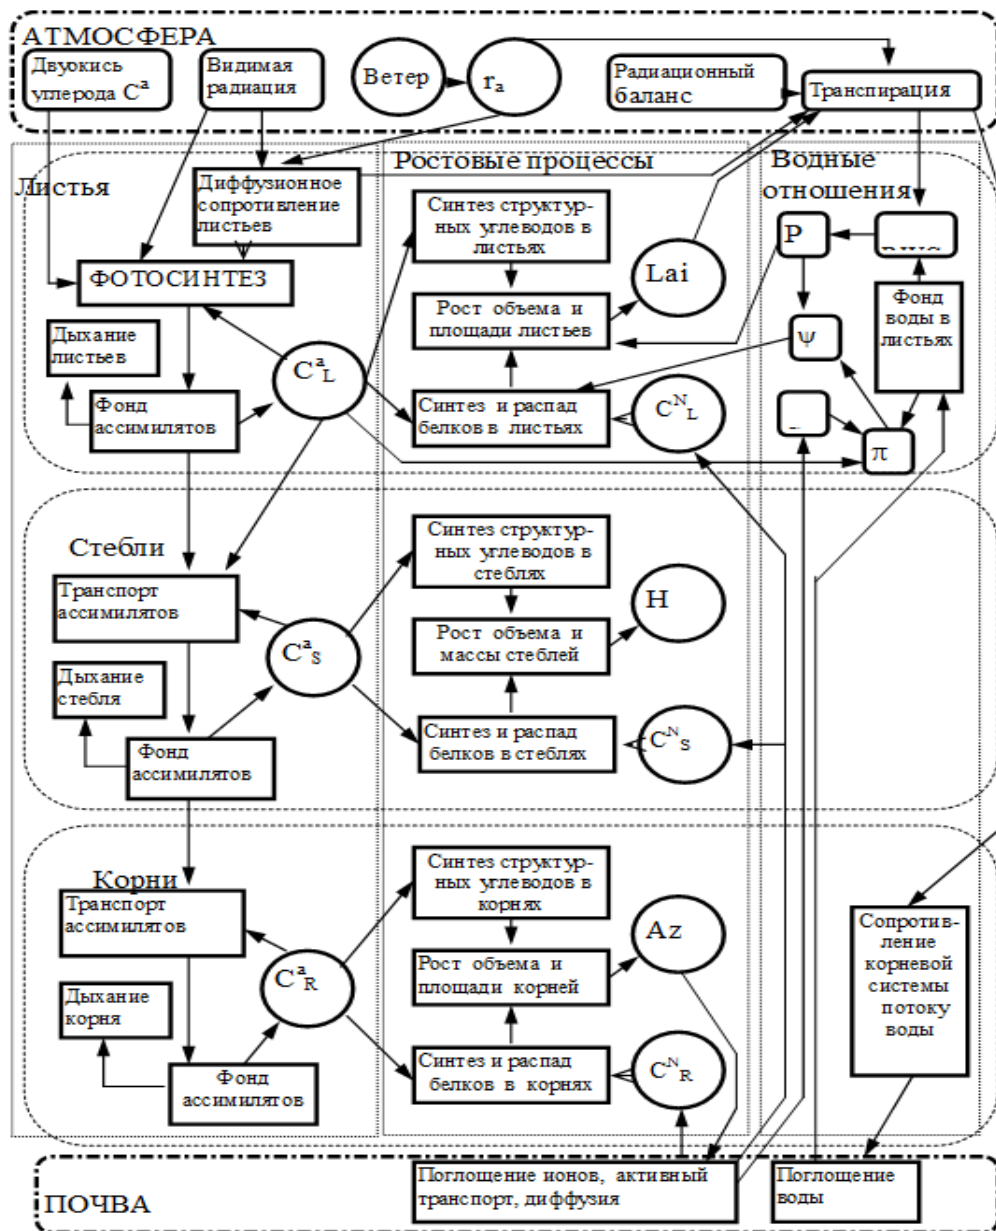 АТМОСФЕРА
Двуокись
углерода Cᵃ
Видимая
радиация
Ветер
rₐ
Радиационный
баланс
Транспирация
Листья
Ростовые процессы
Водные
отношения
Диффузионное
сопротивление
листьев
Синтез структур-
ных углеводов в
листьях
P
Lai
ФОТОСИНТЕЗ
Рост объема и
площади листьев
Фонд
воды в
листьях
Дыхание
листьев
ψ
Cᵃ_L
Фонд
ассимилятов
Синтез и распад
белков в листьях
Cᴺ_L
π
Стебли
Синтез структур-
ных углеводов в
стеблях
Транспорт
ассимилятов
H
Рост объема и
массы стеблей
Cᵃ_S
Дыхание
стебля
Фонд
ассимилятов
Синтез и распад
белков в стеблях
Cᴺ_S
Корни
Синтез структур-
ных углеводов в
корнях
Транспорт
ассимилятов
Az
Сопротив-
ление
корневой
системы
потоку
воды
Рост объема и
площади корней
Cᵃ_R
Дыхание
корня
Синтез и распад
белков в корнях
Cᴺ_R
Фонд
ассимилятов
ПОЧВА
Поглощение ионов, активный
транспорт, диффузия
Поглощение
воды